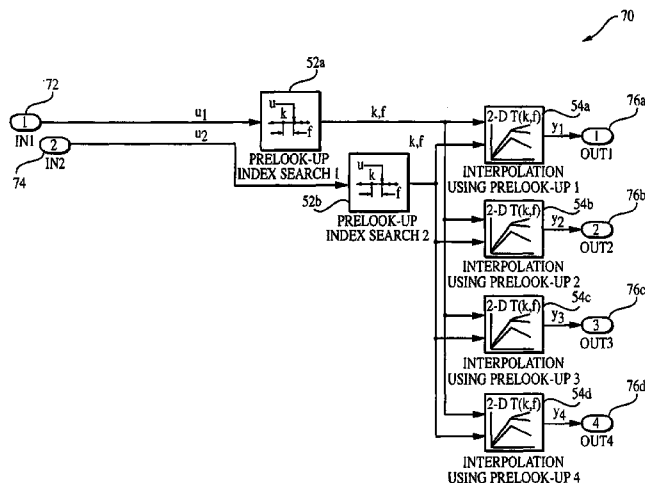 70
52a
72
u
k
f
1
IN1
u1
k,f
PRELOOK-UP
INDEX SEARCH 1
2
IN2
74
u2
k,f
u
k
f
52b
PRELOOK-UP
INDEX SEARCH 2
54a
2-D T(k,f)
y1
76a
1
OUT1
INTERPOLATION
USING PRELOOK-UP 1
54b
2-D T(k,f)
y2
76b
2
OUT2
INTERPOLATION
USING PRELOOK-UP 2
54c
2-D T(k,f)
y3
76c
3
OUT3
INTERPOLATION
USING PRELOOK-UP 3
54d
2-D T(k,f)
y4
76d
4
OUT4
INTERPOLATION
USING PRELOOK-UP 4